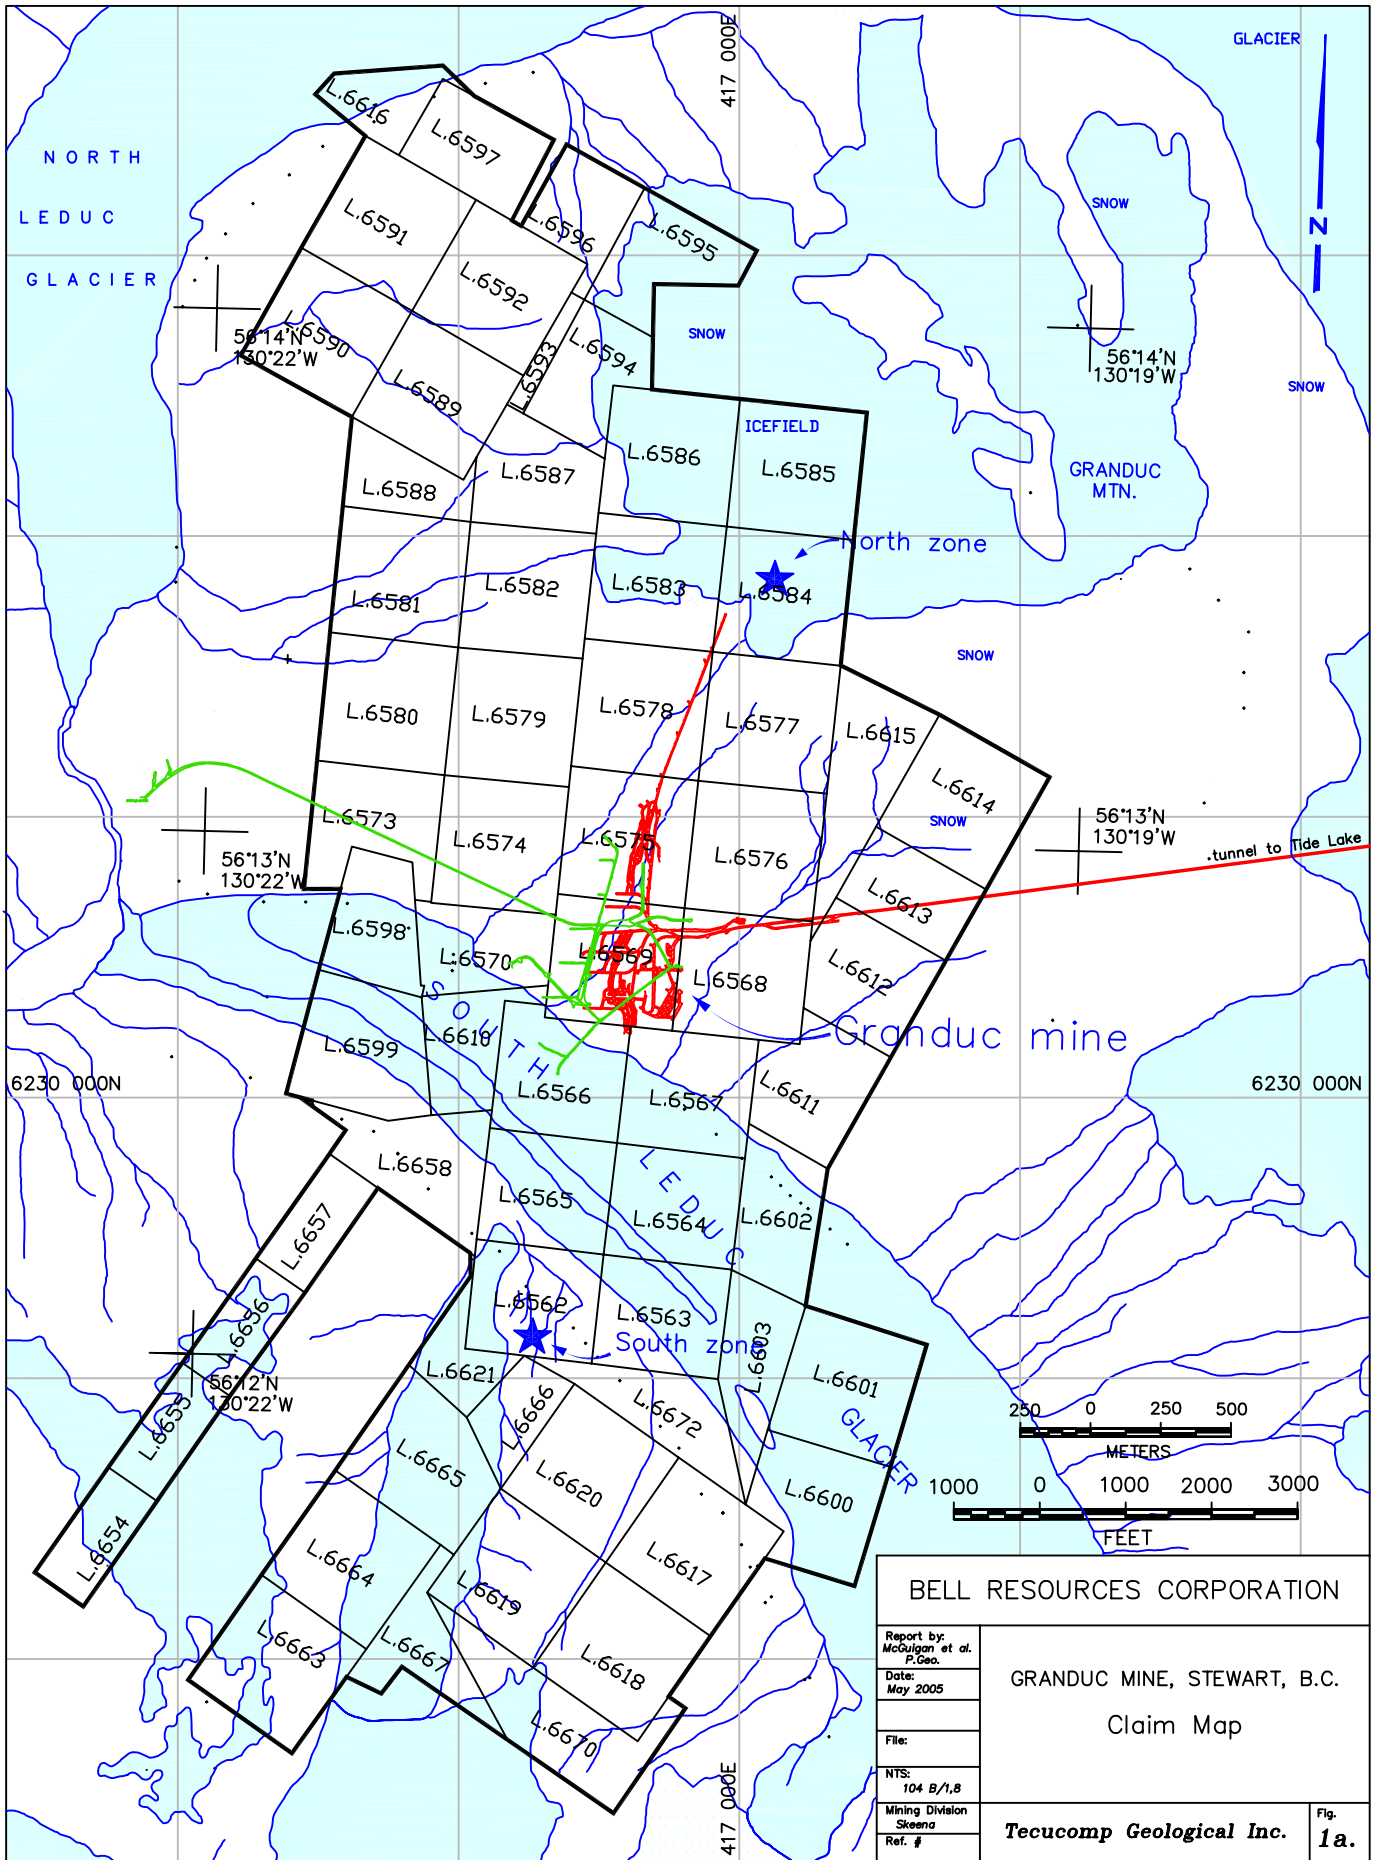 417 000E
GLACIER
L.6616
L.6597
NORTH
LEDUC
GLACIER
L.6591
L.6596
L.6595
SNOW
N
L.6592
56°14'N
130°22'W
L.6590
L.6593
L.6594
SNOW
56°14'N
130°19'W
SNOW
L.6589
ICEFIELD
L.6586
L.6585
GRANDUC
MTN.
L.6588
L.6587
North zone
L.6581
L.6582
L.6583
L.6584
SNOW
L.6580
L.6579
L.6578
L.6577
L.6615
L.6614
SNOW
56°13'N
130°19'W
tunnel to Tide Lake
L.6573
L.6574
L.6575
L.6576
56°13'N
130°22'W
L.6613
L.6598
L.6570
L.6569
L.6568
L.6612
SOUTH
Granduc mine
L.6599
L.6610
6230 000N
6230 000N
L.6566
L.6567
L.6611
L.6658
LEDUC
L.6565
L.6564
L.6602
L.6657
L.6656
L.6562
L.6563
South zone
L.6603
L.6601
56°12'N
130°22'W
L.6621
L.6666
L.6672
GLACIER
L.6655
250 0 250 500
METERS
L.6665
L.6620
L.6600
1000 0 1000 2000 3000
FEET
L.6654
L.6664
L.6617
L.6619
L.6663
L.6667
L.6618
L.6670
417 000E
BELL RESOURCES CORPORATION
Report by:
McGuigan et al.
P.Geo.
Date:
May 2005
File:
NTS:
104 B/1,8
Mining Division
Skeena
Ref. #
GRANDUC MINE, STEWART, B.C.
Claim Map
Tecucomp Geological Inc.
Fig.
1a.